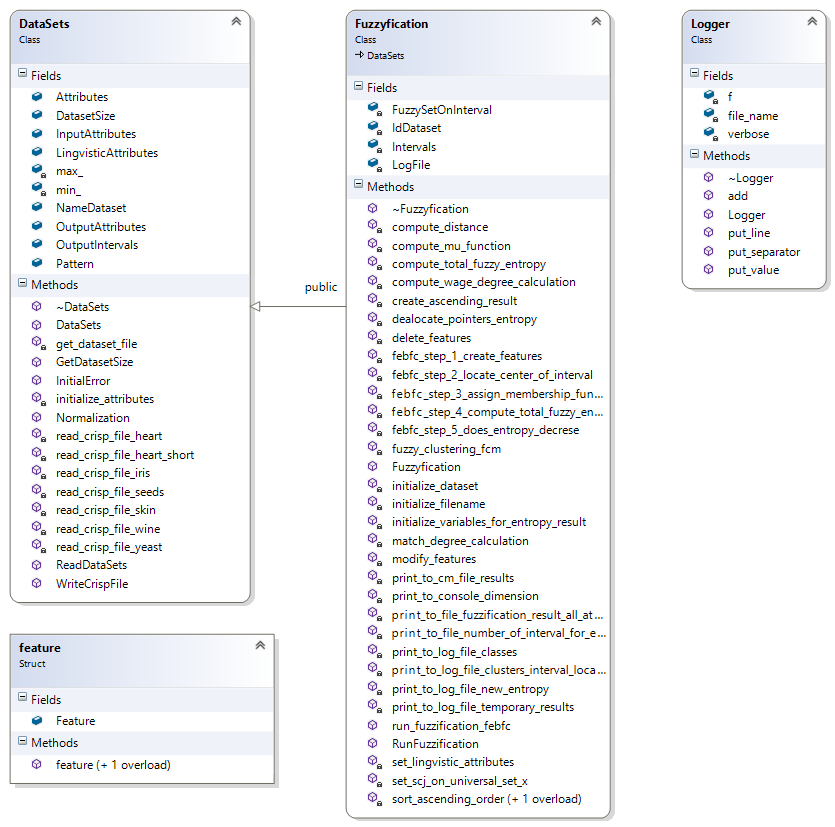 DataSets
Class
Fields
Attributes
DatasetSize
InputAttributes
LingvisticAttributes
max_
min_
NameDataset
OutputAttributes
OutputIntervals
Pattern
Methods
~DataSets
DataSets
get_dataset_file
GetDatasetSize
InitialError
initialize_attributes
Normalization
read_crisp_file_heart
read_crisp_file_heart_short
read_crisp_file_iris
read_crisp_file_seeds
read_crisp_file_skin
read_crisp_file_wine
read_crisp_file_yeast
ReadDataSets
WriteCrispFile
feature
Struct
Fields
Feature
Methods
feature (+ 1 overload)
public
Fuzzyfication
Class
DataSets
Fields
FuzzySetOnInterval
IdDataset
Intervals
LogFile
Methods
~Fuzzyfication
compute_distance
compute_mu_function
compute_total_fuzzy_entropy
compute_wage_degree_calculation
create_ascending_result
dealocate_pointers_entropy
delete_features
febfc_step_1_create_features
febfc_step_2_locate_center_of_interval
febfc_step_3_assign_membership_fun...
febfc_step_4_compute_total_fuzzy_en...
febfc_step_5_does_entropy_decrese
fuzzy_clustering_fcm
Fuzzyfication
initialize_dataset
initialize_filename
initialize_variables_for_entropy_result
match_degree_calculation
modify_features
print_to_cm_file_results
print_to_console_dimension
print_to_file_fuzzification_result_all_at...
print_to_file_number_of_interval_for_e...
print_to_log_file_classes
print_to_log_file_clusters_interval_loca...
print_to_log_file_new_entropy
print_to_log_file_temporary_results
run_fuzzification_febfc
RunFuzzification
set_lingvistic_attributes
set_scj_on_universal_set_x
sort_ascending_order (+ 1 overload)
Logger
Class
Fields
f
file_name
verbose
Methods
~Logger
add
Logger
put_line
put_separator
put_value